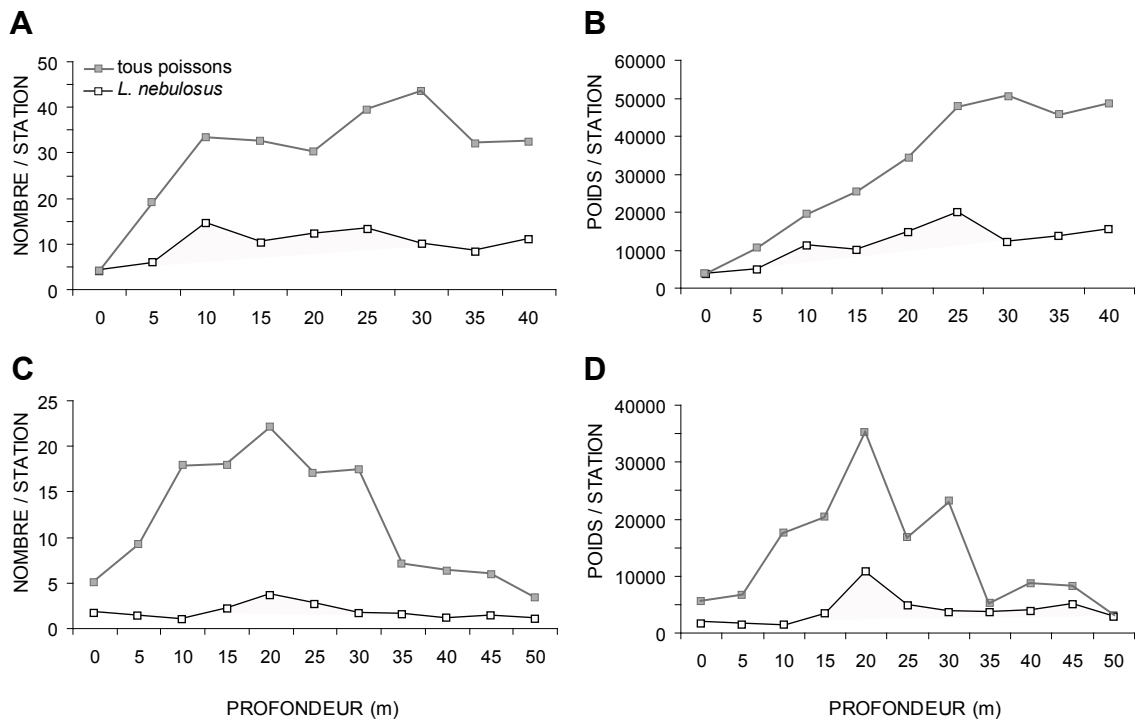 A
NOMBRE / STATION
50
40
30
20
10
0
tous poissons
L. nebulosus
0 5 10 15 20 25 30 35 40
B
POIDS / STATION
60000
50000
40000
30000
20000
10000
0
0 5 10 15 20 25 30 35 40
C
NOMBRE / STATION
25
20
15
10
5
0
0 5 10 15 20 25 30 35 40 45 50
PROFONDEUR (m)
D
POIDS / STATION
40000
30000
20000
10000
0
0 5 10 15 20 25 30 35 40 45 50
PROFONDEUR (m)